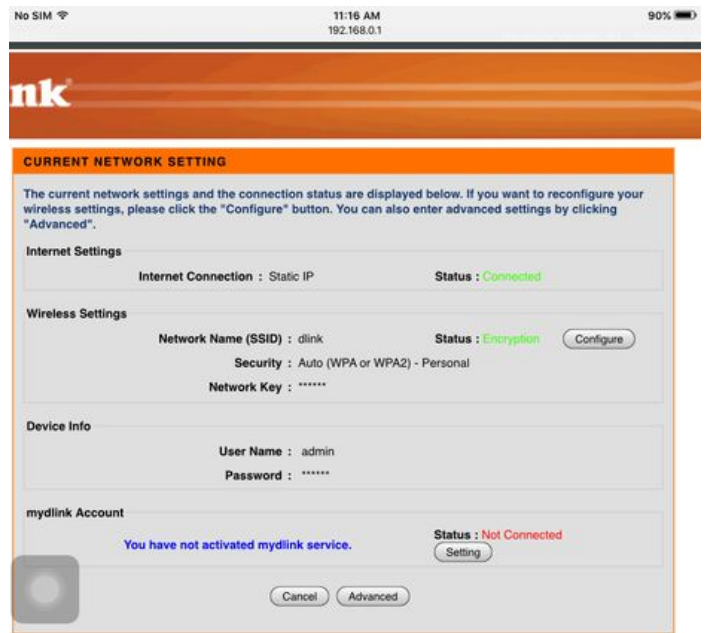 No SIM 11:16 AM 90%
192.168.0.1
nk
CURRENT NETWORK SETTING
The current network settings and the connection status are displayed below. If you want to reconfigure your
wireless settings, please click the "Configure" button. You can also enter advanced settings by clicking
"Advanced".
Internet Settings
Internet Connection : Static IP Status : Connected
Wireless Settings
Network Name (SSID) : dlink Status : Encryption Configure
Security : Auto (WPA or WPA2) - Personal
Network Key : ******
Device Info
User Name : admin
Password : ******
mydlink Account
You have not activated mydlink service. Status : Not Connected
Setting
Cancel Advanced